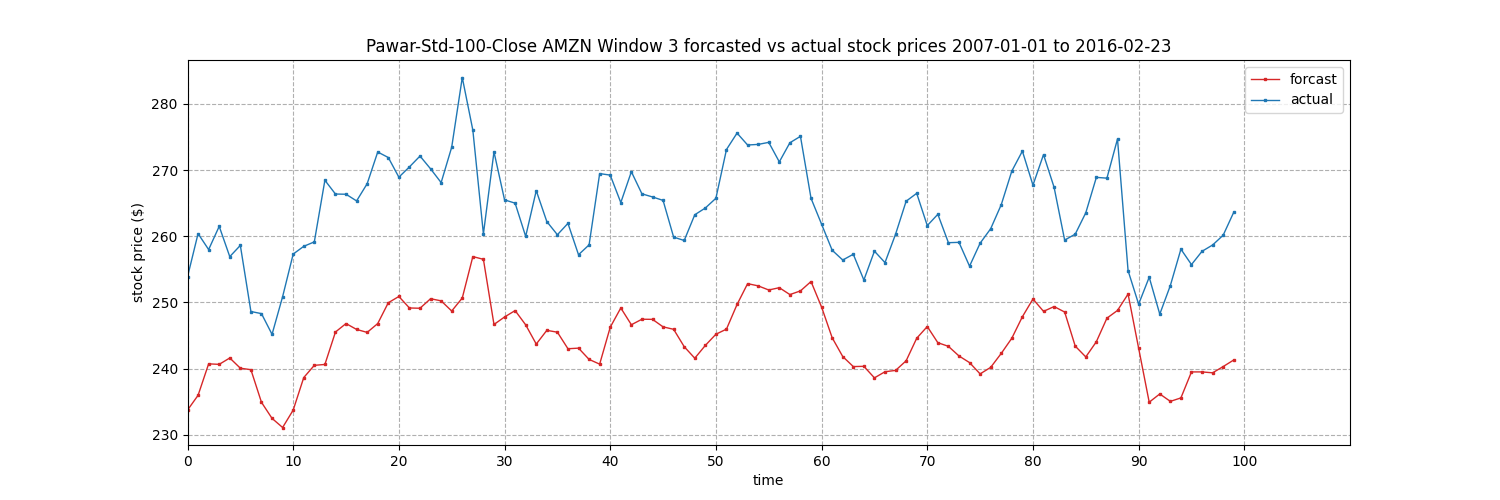 Pawar-Std-100-Close AMZN Window 3 forcasted vs actual stock prices 2007-01-01 to 2016-02-23
forcast
actual
stock price ($)
280
270
260
250
240
230
0 10 20 30 40 50 60 70 80 90 100
time